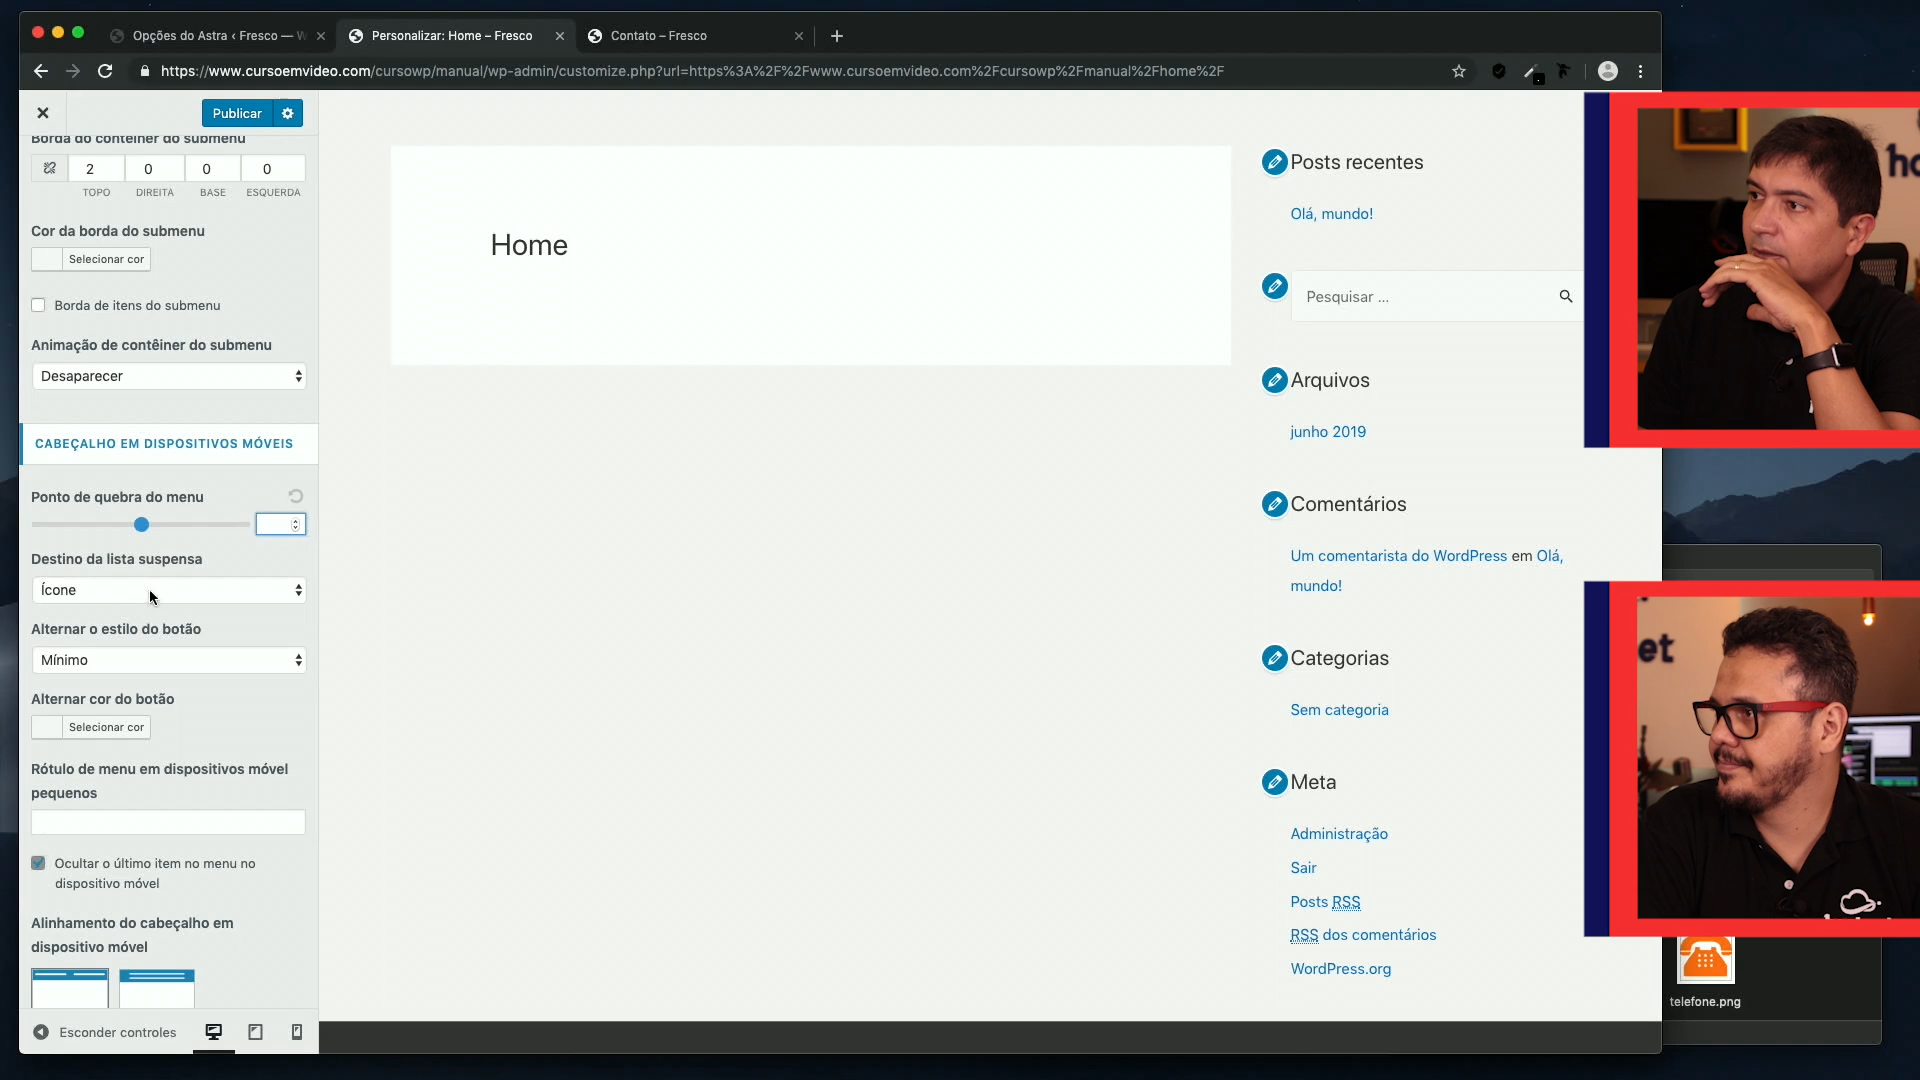 Opções do Astra ‹ Fresco — W
Personalizar: Home – Fresco
Contato – Fresco
https://www.cursoemvideo.com/cursowp/manual/wp-admin/customize.php?url=https%3A%2F%2Fwww.cursoemvideo.com%2Fcursowp%2Fmanual%2Fhome%2F
Publicar
Borda do contêiner do submenu
2 0 0 0
TOPO DIREITA BASE ESQUERDA
Cor da borda do submenu
Selecionar cor
Borda de itens do submenu
Animação de contêiner do submenu
Desaparecer
CABEÇALHO EM DISPOSITIVOS MÓVEIS
Ponto de quebra do menu
Destino da lista suspensa
Ícone
Alternar o estilo do botão
Mínimo
Alternar cor do botão
Selecionar cor
Rótulo de menu em dispositivos móvel
pequenos
Ocultar o último item no menu no
dispositivo móvel
Alinhamento do cabeçalho em
dispositivo móvel
Esconder controles
Home
Posts recentes
Olá, mundo!
Pesquisar ...
Arquivos
junho 2019
Comentários
Um comentarista do WordPress em Olá,
mundo!
Categorias
Sem categoria
Meta
Administração
Sair
Posts RSS
RSS dos comentários
WordPress.org
ho
et
telefone.png